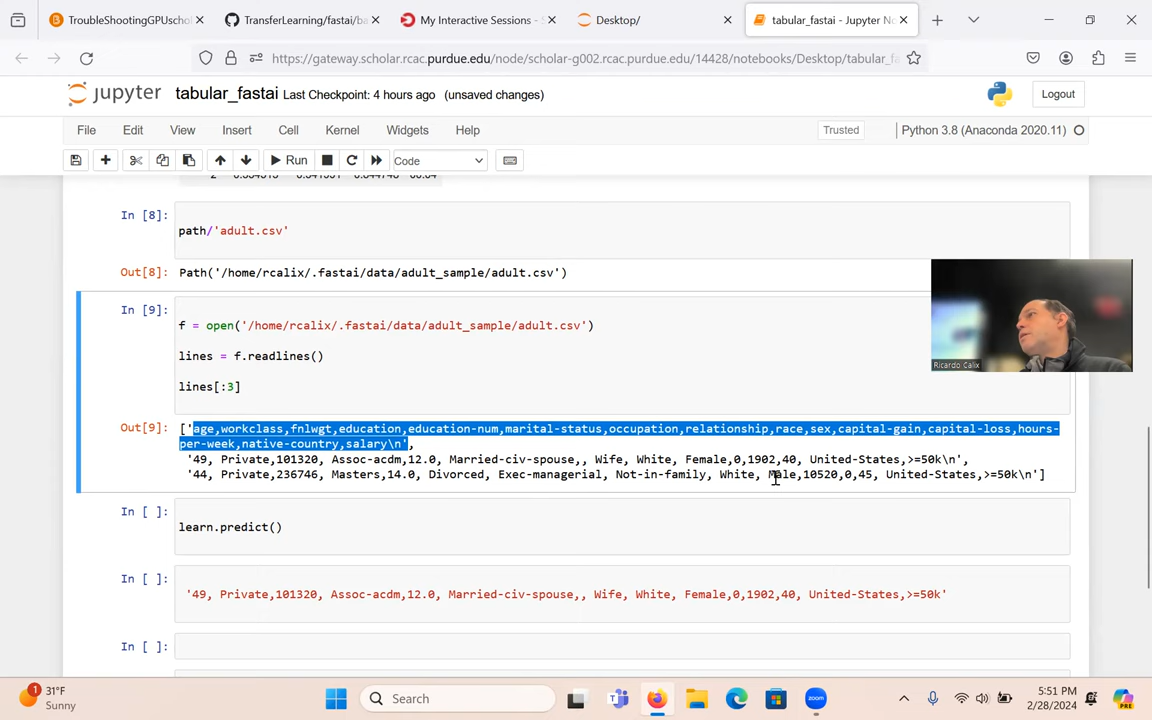 TroubleShootingGPUschol
TransferLearning/fastai/ba
My Interactive Sessions - S
Desktop/
tabular_fastai - Jupyter No
https://gateway.scholar.rcac.purdue.edu/node/scholar-g002.rcac.purdue.edu/14428/notebooks/Desktop/tabular_fa
jupyter tabular_fastai Last Checkpoint: 4 hours ago (unsaved changes)
Logout
File Edit View Insert Cell Kernel Widgets Help
Trusted
Python 3.8 (Anaconda 2020.11)
Run
Code
In [8]:
path/'adult.csv'
Out[8]: Path('/home/rcalix/.fastai/data/adult_sample/adult.csv')
In [9]:
f = open('/home/rcalix/.fastai/data/adult_sample/adult.csv')
lines = f.readlines()
lines[:3]
Ricardo Calix
Out[9]: ['age,workclass,fnlwgt,education,education-num,marital-status,occupation,relationship,race,sex,capital-gain,capital-loss,hours-
per-week,native-country,salary\n',
'49, Private,101320, Assoc-acdm,12.0, Married-civ-spouse,, Wife, White, Female,0,1902,40, United-States,>=50k\n',
'44, Private,236746, Masters,14.0, Divorced, Exec-managerial, Not-in-family, White, Male,10520,0,45, United-States,>=50k\n']
In [ ]:
learn.predict()
In [ ]:
'49, Private,101320, Assoc-acdm,12.0, Married-civ-spouse,, Wife, White, Female,0,1902,40, United-States,>=50k'
In [ ]:
1
31°F
Sunny
Search
zoom
5:51 PM
2/28/2024
PRE